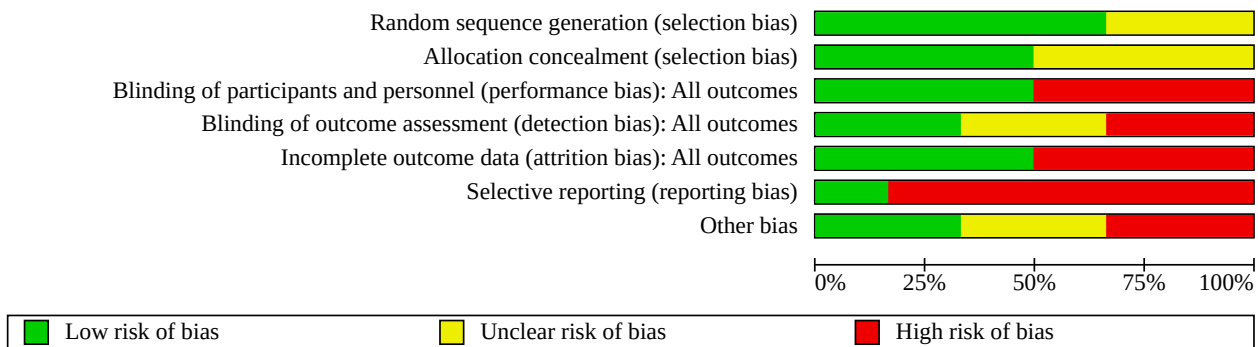 Random sequence generation (selection bias)
Allocation concealment (selection bias)
Blinding of participants and personnel (performance bias): All outcomes
Blinding of outcome assessment (detection bias): All outcomes
Incomplete outcome data (attrition bias): All outcomes
Selective reporting (reporting bias)
Other bias
0% 25% 50% 75% 100%
Low risk of bias Unclear risk of bias High risk of bias